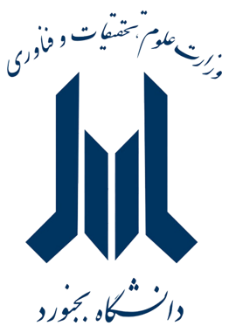 وزارت علوم، تحقیقات و فناوری
دانشگاه بجنورد